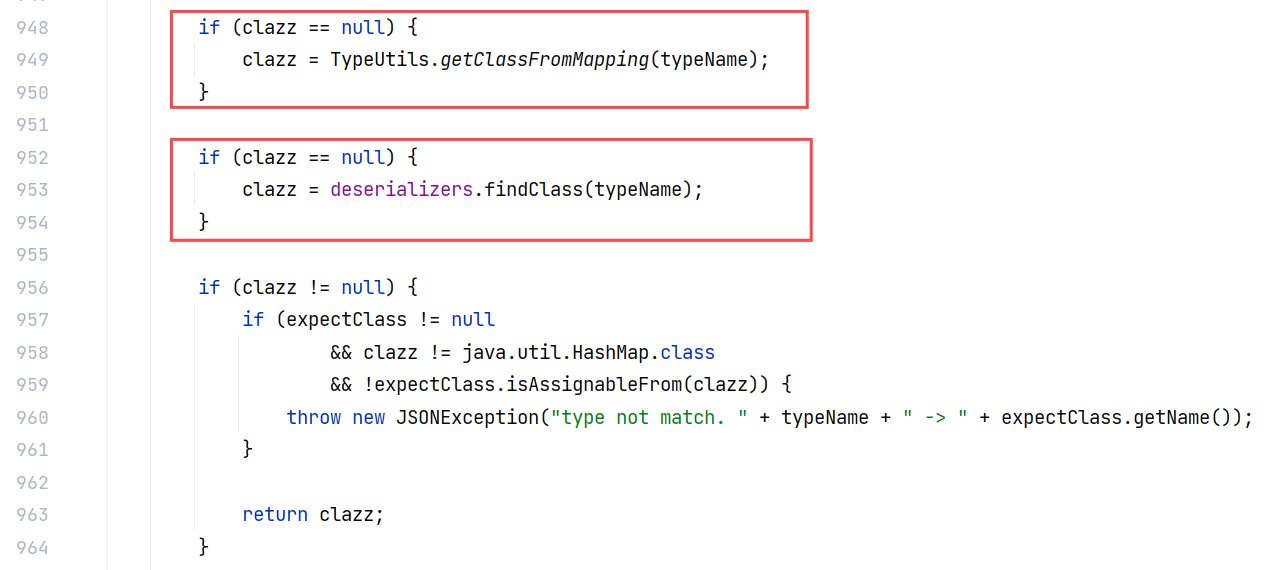 948 if (clazz == null) {
949 clazz = TypeUtils.getClassFromMapping(typeName);
950 }
951
952 if (clazz == null) {
953 clazz = deserializers.findClass(typeName);
954 }
955
956 if (clazz != null) {
957 if (expectClass != null
958 && clazz != java.util.HashMap.class
959 && !expectClass.isAssignableFrom(clazz)) {
960 throw new JSONException("type not match. " + typeName + " -> " + expectClass.getName());
961 }
962
963 return clazz;
964 }